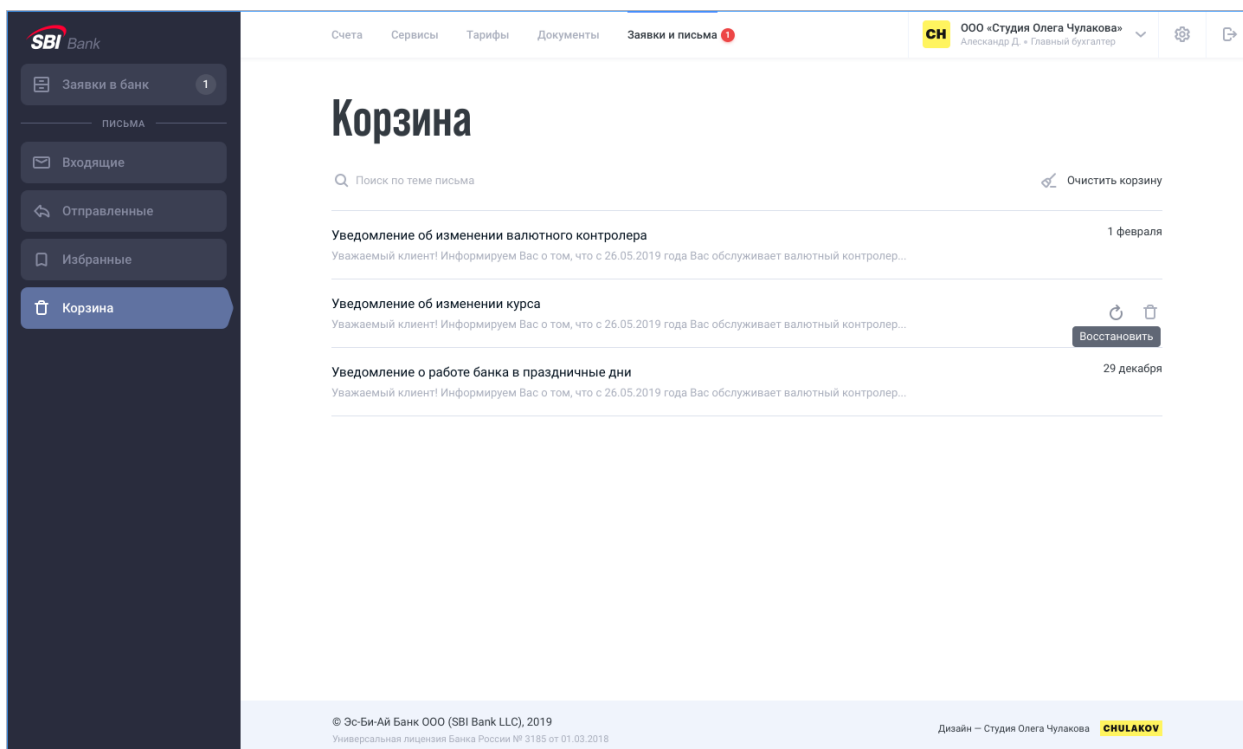 SBI Bank
Счета Сервисы Тарифы Документы Заявки и письма 1
CH
ООО «Студия Олега Чулакова»
Алескандр Д. • Главный бухгалтер
Заявки в банк 1
ПИСЬМА
Входящие
Отправленные
Избранные
Корзина
Корзина
Поиск по теме письма
Очистить корзину
Уведомление об изменении валютного контролера
1 февраля
Уважаемый клиент! Информируем Вас о том, что с 26.05.2019 года Вас обслуживает валютный контролер...
Уведомление об изменении курса
Уважаемый клиент! Информируем Вас о том, что с 26.05.2019 года Вас обслуживает валютный контролер...
Восстановить
Уведомление о работе банка в праздничные дни
29 декабря
Уважаемый клиент! Информируем Вас о том, что с 26.05.2019 года Вас обслуживает валютный контролер...
© Эс-Би-Ай Банк ООО (SBI Bank LLC), 2019
Универсальная лицензия Банка России № 3185 от 01.03.2018
Дизайн — Студия Олега Чулакова CHULAKOV